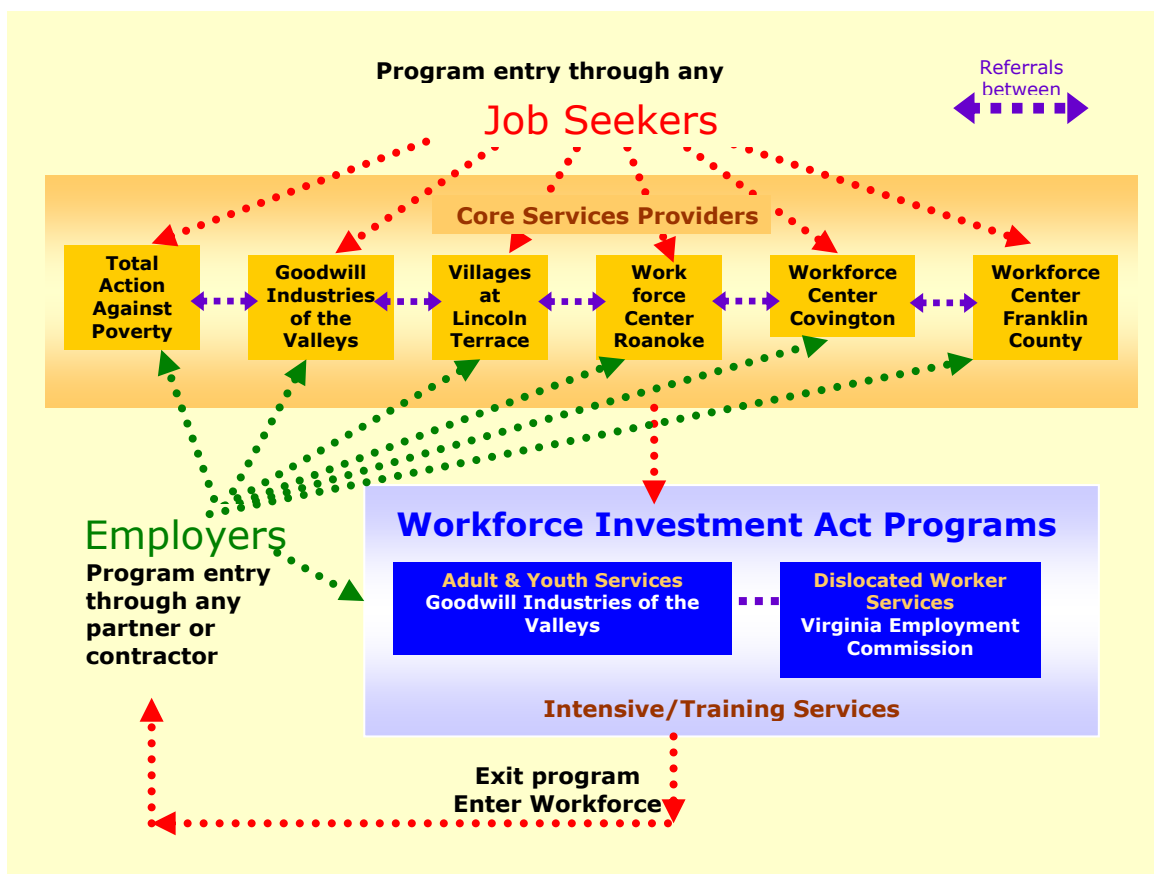 Program entry through any
Job Seekers
Referrals
between
Core Services Providers
Total
Action
Against
Poverty
Goodwill
Industries
of the
Valleys
Villages
at
Lincoln
Terrace
Work
force
Center
Roanoke
Workforce
Center
Covington
Workforce
Center
Franklin
County
Employers
Program entry
through any
partner or
contractor
Workforce Investment Act Programs
Adult & Youth Services
Goodwill Industries of the
Valleys
Dislocated Worker
Services
Virginia Employment
Commission
Intensive/Training Services
Exit program
Enter Workforce